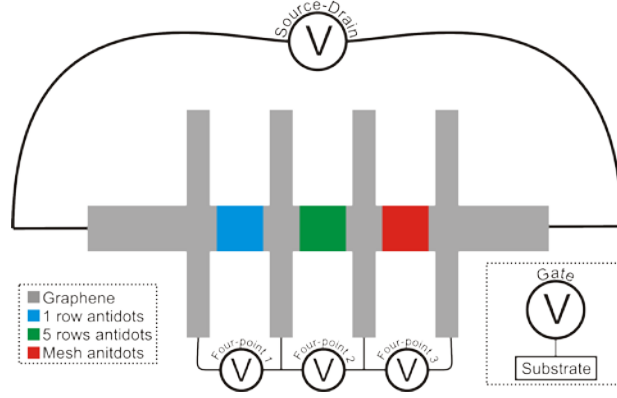 Source-Drain
V
Graphene
1 row antidots
5 rows antidots
Mesh anitdots
Four-point 1
V
Four-point 2
V
Four-point 3
V
Gate
V
Substrate